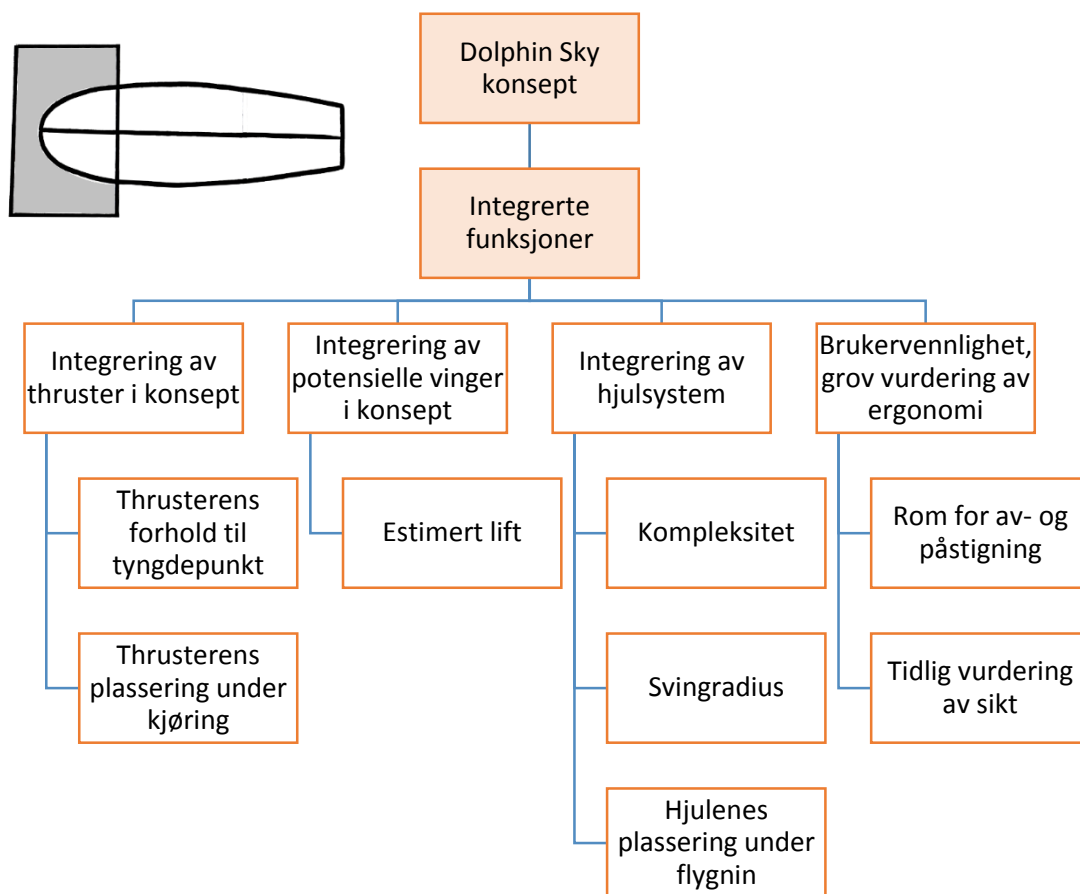 Dolphin Sky
konsept
Integrerte
funksjoner
Integrering av
thruster i konsept
Integrering av
potensielle vinger
i konsept
Integrering av
hjulsystem
Brukervennlighet,
grov vurdering av
ergonomi
Thrusterens
forhold til
tyngdepunkt
Estimert lift
Kompleksitet
Rom for av- og
påstigning
Thrusterens
plassering under
kjøring
Svingradius
Tidlig vurdering
av sikt
Hjulenes
plassering under
flygnin